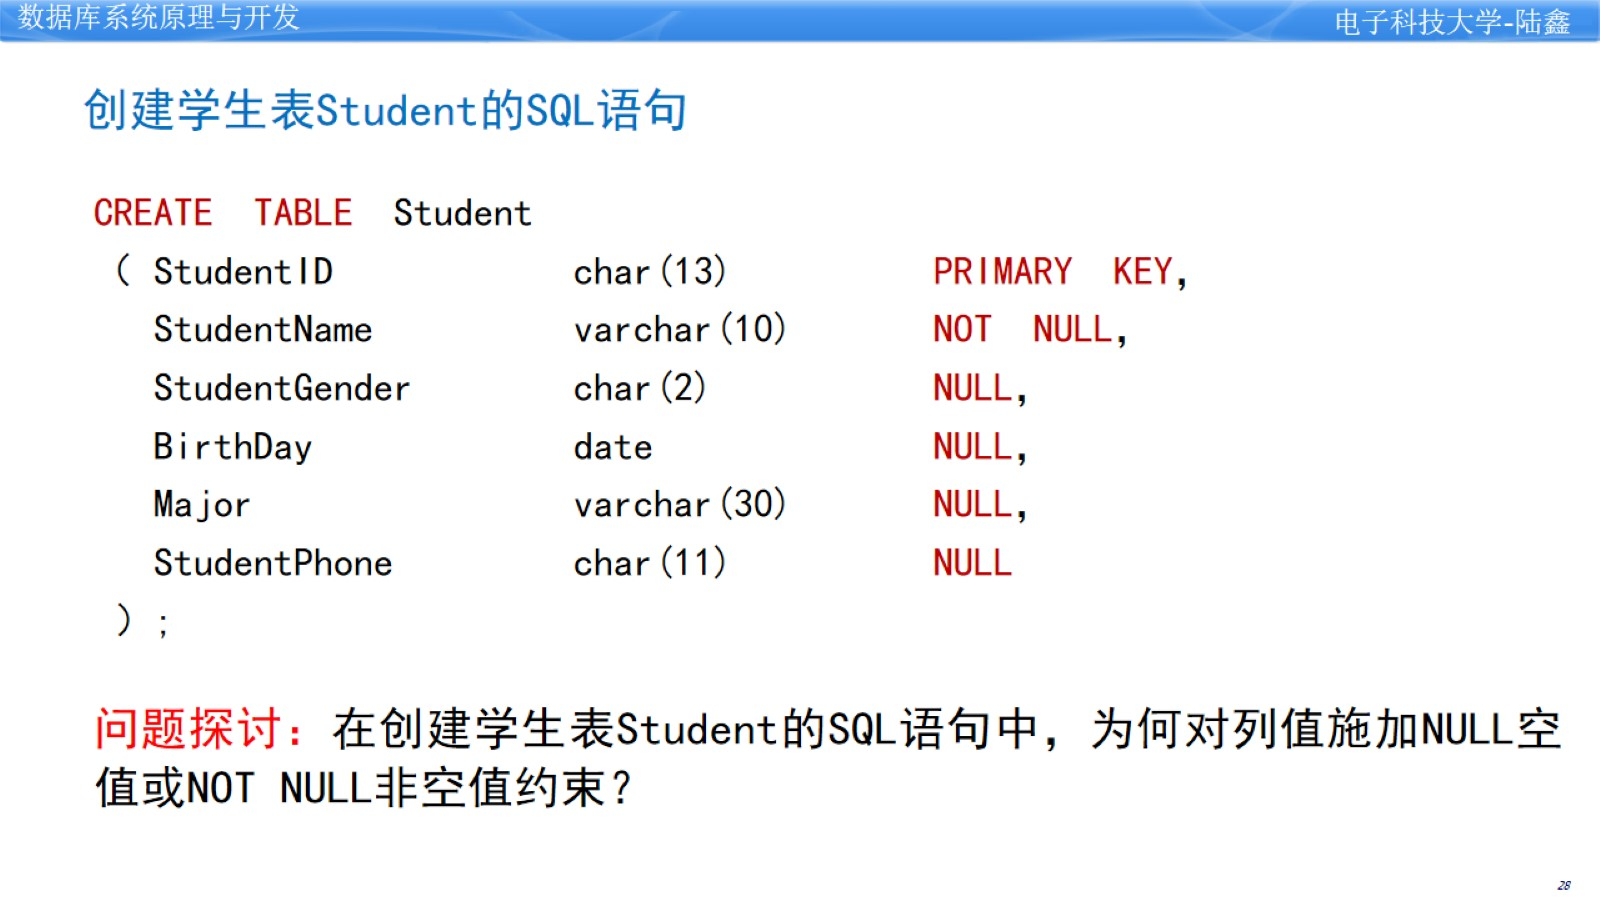 数据库系统原理与开发
电子科技大学-陆鑫
创建学生表Student的SQL语句
CREATE TABLE Student
( StudentID char(13) PRIMARY KEY,
StudentName varchar(10) NOT NULL,
StudentGender char(2) NULL,
BirthDay date NULL,
Major varchar(30) NULL,
StudentPhone char(11) NULL
) ;
问题探讨：在创建学生表Student的SQL语句中，为何对列值施加NULL空
值或NOT NULL非空值约束？
28